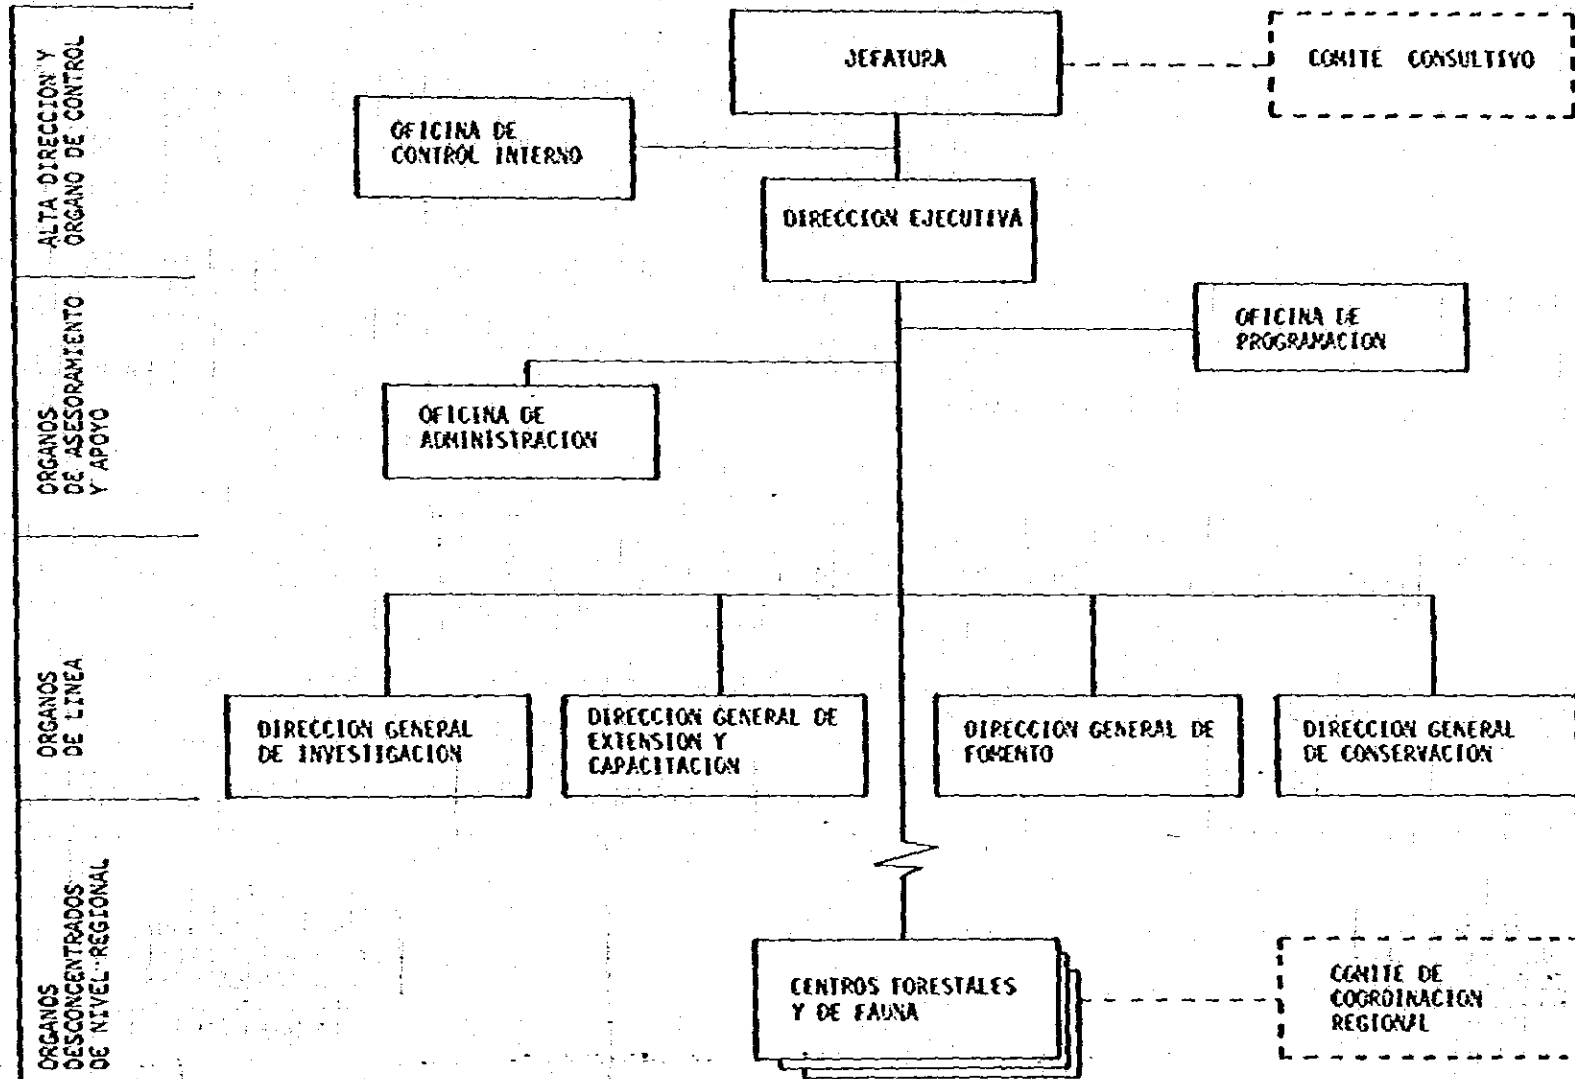 ALTA DIRECCION Y
ORGANO DE CONTROL
JEFATURA
COMITE CONSULTIVO
OFICINA DE
CONTROL INTERNO
DIRECCION EJECUTIVA
ORGANOS
DE ASESORAMIENTO
Y APOYO
OFICINA DE
PROGRAMACION
OFICINA DE
ADMINISTRACION
ORGANOS
DE LINEA
DIRECCION GENERAL
DE INVESTIGACION
DIRECCION GENERAL DE
EXTENSION Y
CAPACITACION
DIRECCION GENERAL DE
FOMENTO
DIRECCION GENERAL
DE CONSERVACION
ORGANOS
DESCONCENTRADOS
DE NIVEL REGIONAL
CENTROS FORESTALES
Y DE FAUNA
COMITE DE
COORDINACION
REGIONAL